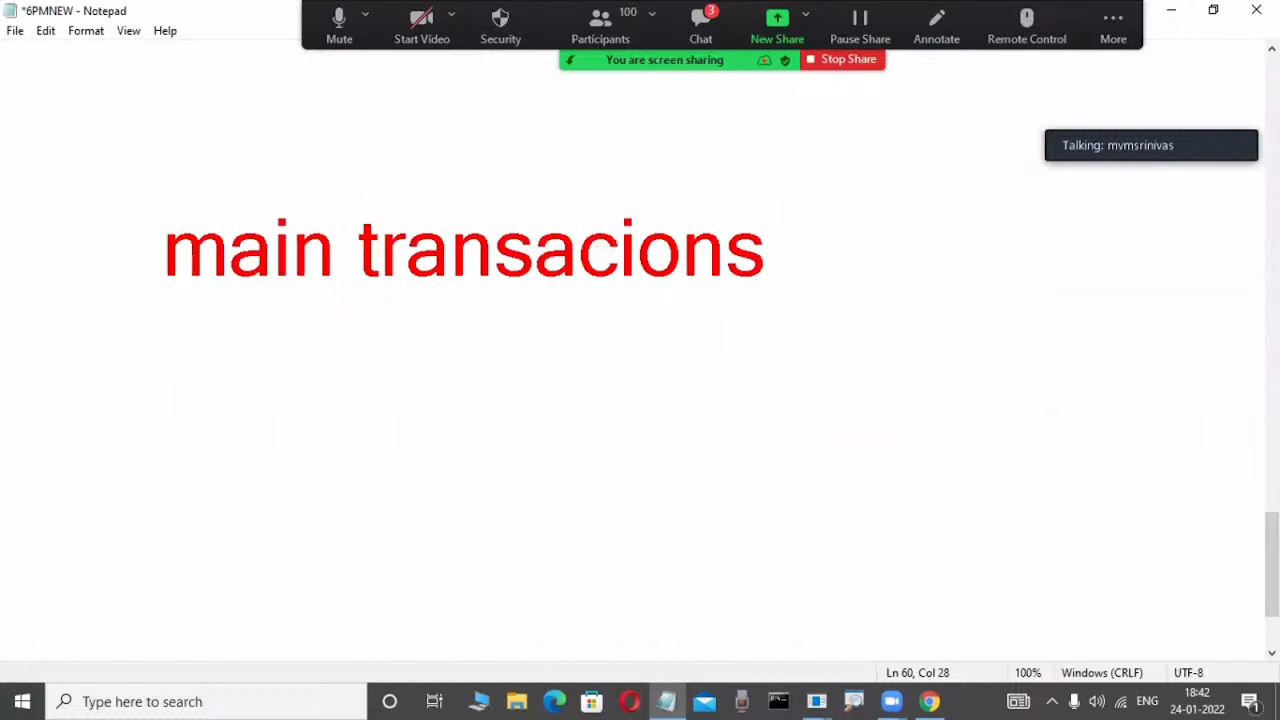 *6PMNEW - Notepad
File Edit Format View Help
100
3
Mute Start Video Security Participants Chat New Share Pause Share Annotate Remote Control More
You are screen sharing Stop Share
Talking: mvmsrinivas
main transacions
Ln 60, Col 28 100% Windows (CRLF) UTF-8
Type here to search
ENG
18:42
24-01-2022
1